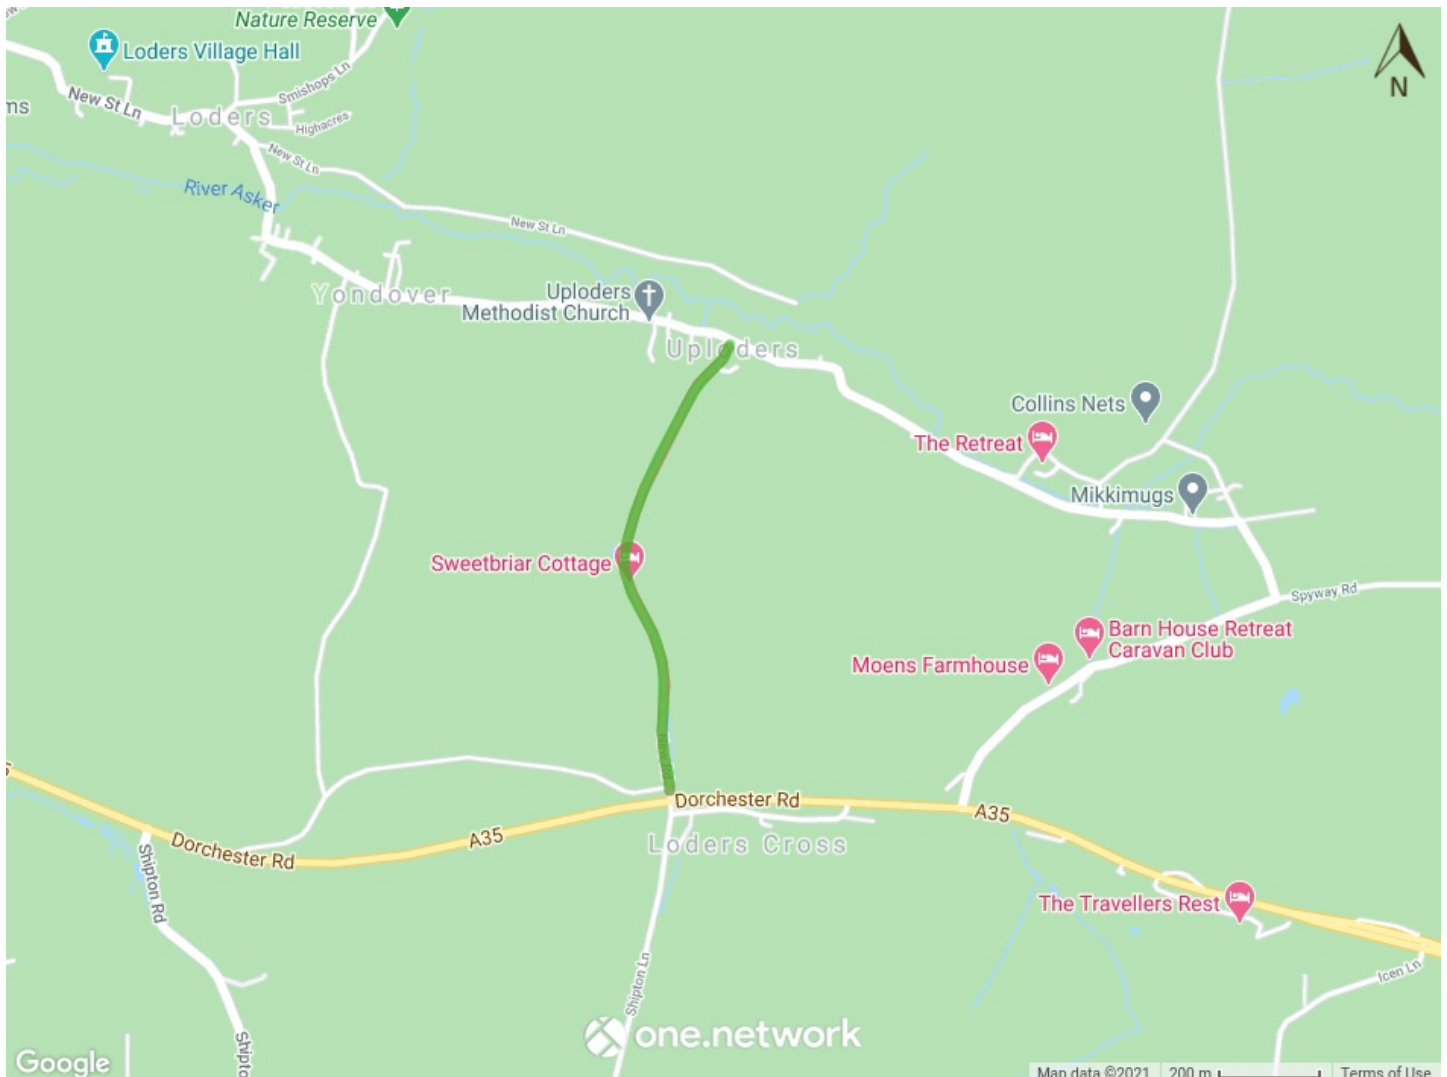 Nature Reserve
Loders Village Hall
Smishops Ln
New St Ln
ms
Loders
Highacres
New St Ln
River Asker
New St Ln
N
Yondover
Uploders
Methodist Church
Uploders
Collins Nets
The Retreat
Mikkimugs
Sweetbriar Cottage
Spyway Rd
Barn House Retreat
Caravan Club
Moens Farmhouse
Dorchester Rd
A35
Dorchester Rd
A35
Loders Cross
Shipton Rd
The Travellers Rest
Icen Ln
Shipton Ln
one.network
Shipto
Google
Map data ©2021
200 m
Terms of Use